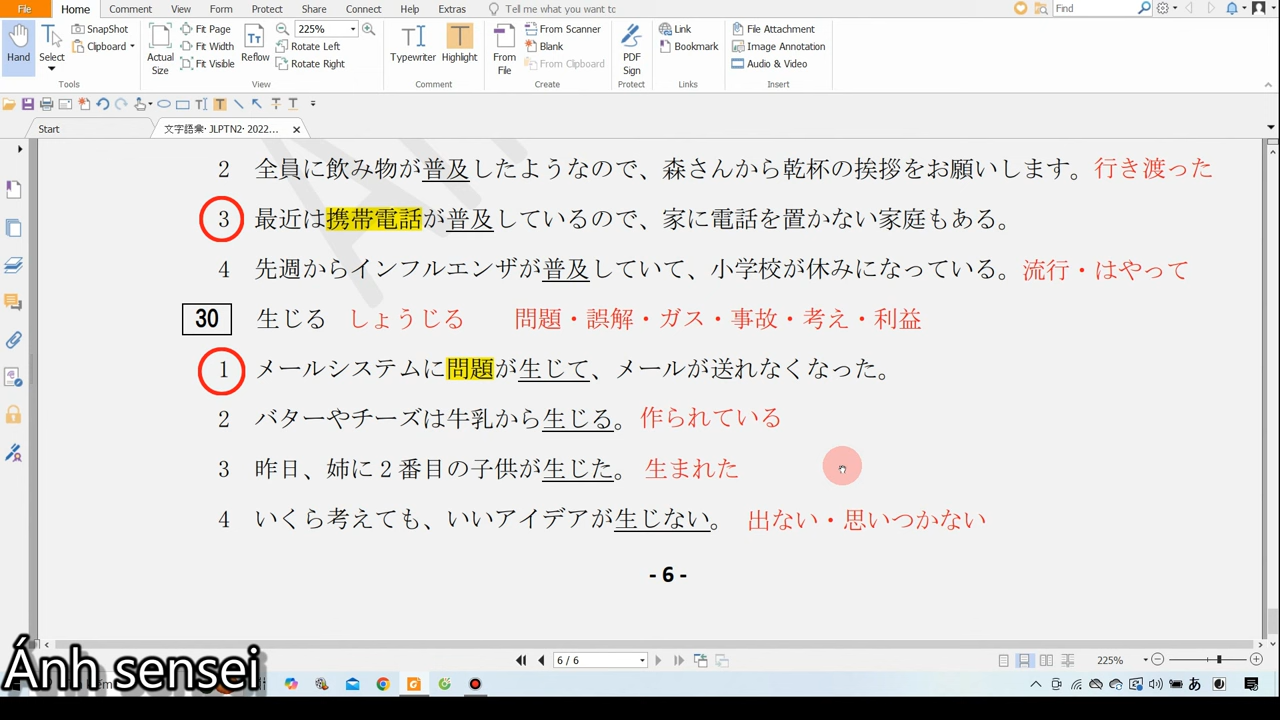 File Home Comment View Form Protect Share Connect Help Extras Tell me what you want tc Find
SnapShot Fit Page 225% From Scanner Link File Attachment
Clipboard Fit Width Rotate Left Blank Bookmark Image Annotation
Hand Select Actual Size Fit Visible Reflow Rotate Right Typewriter Highlight From File From Clipboard PDF Sign Audio & Video
Tools View Comment Create Protect Links Insert
Start 文字語彙· JLPTN2· 2022...
2 全員に飲み物が普及したようなので、森さんから乾杯の挨拶をお願いします。行き渡った
3 最近は携帯電話が普及しているので、家に電話を置かない家庭もある。
4 先週からインフルエンザが普及していて、小学校が休みになっている。流行・はやって
30 生じる しょうじる 問題・誤解・ガス・事故・考え・利益
1 メールシステムに問題が生じて、メールが送れなくなった。
2 バターやチーズは牛乳から生じる。作られている
3 昨日、姉に２番目の子供が生じた。生まれた
4 いくら考えても、いいアイデアが生じない。 出ない・思いつかない
- 6 -
6 / 6 225%
Ánh sensei
あ